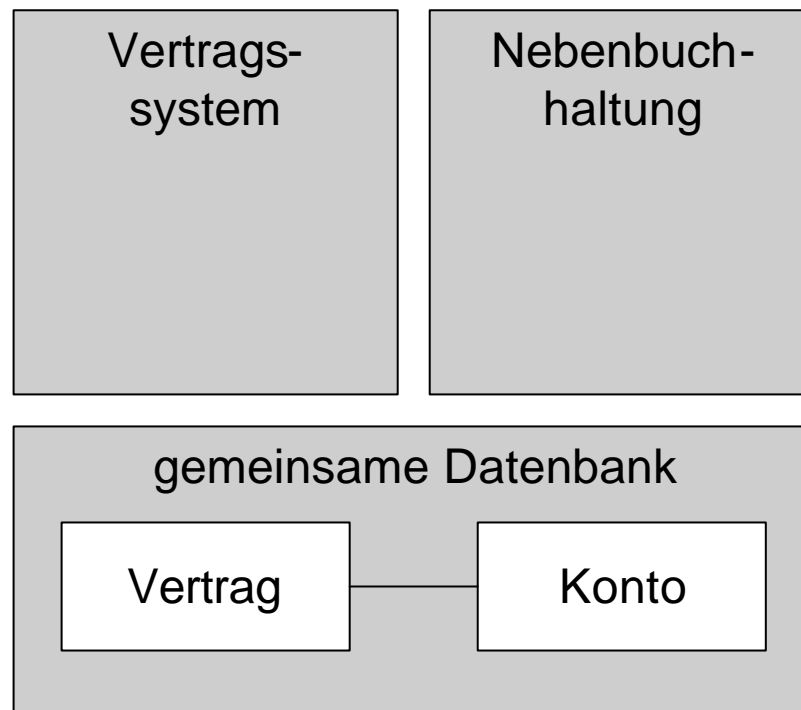 Vertrags-
system
Nebenbuch-
haltung
gemeinsame Datenbank
Vertrag
Konto